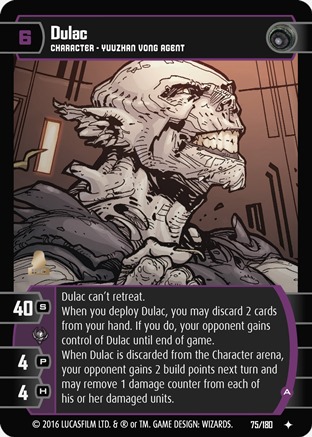 6
Dulac
CHARACTER - YUUZHAN VONG AGENT
40 S
4 P
4 H
Dulac can't retreat.
When you deploy Dulac, you may discard 2 cards
from your hand. If you do, your opponent gains
control of Dulac until end of game.
When Dulac is discarded from the Character arena,
your opponent gains 2 build points next turn and
may remove 1 damage counter from each of
his or her damaged units.
A
© 2016 LUCASFILM LTD. & ® or TM. GAME DESIGN: WIZARDS.
75/180